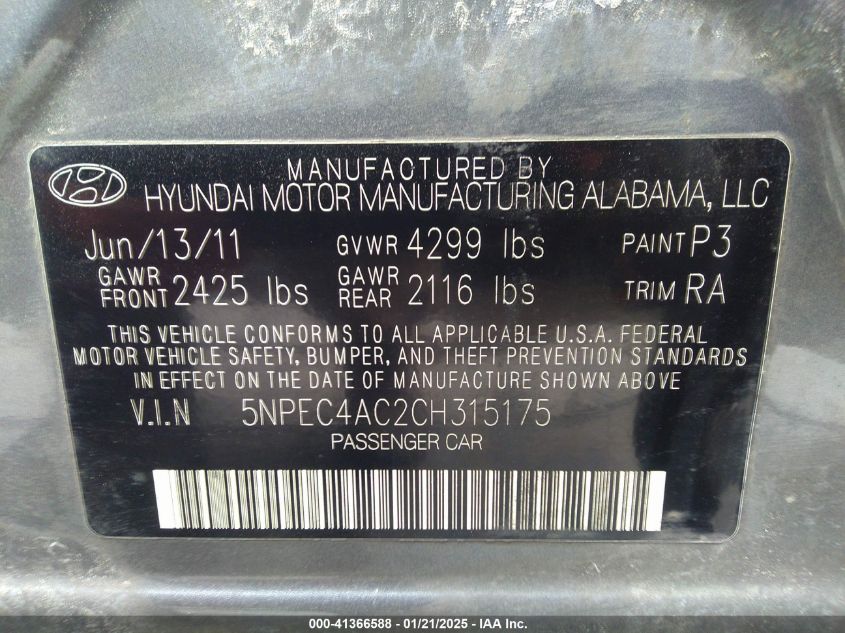 MANUFACTURED BY
HYUNDAI MOTOR MANUFACTURING ALABAMA, LLC
Jun/13/11 GVWR 4299 lbs PAINT P3
GAWR FRONT 2425 lbs GAWR REAR 2116 lbs TRIM RA
THIS VEHICLE CONFORMS TO ALL APPLICABLE U.S.A. FEDERAL
MOTOR VEHICLE SAFETY, BUMPER, AND THEFT PREVENTION STANDARDS
IN EFFECT ON THE DATE OF MANUFACTURE SHOWN ABOVE
V.I.N 5NPEC4AC2CH315175
PASSENGER CAR
000-41366588 - 01/21/2025 - IAA Inc.